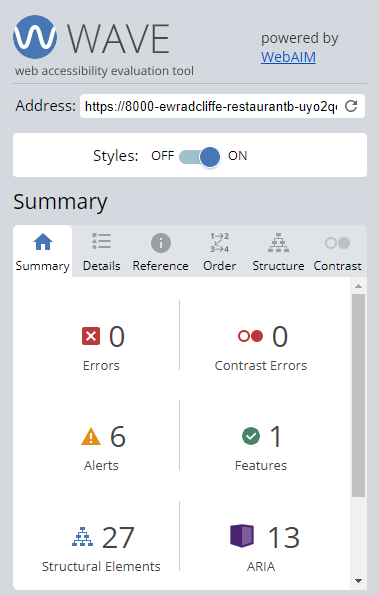 WAVE
web accessibility evaluation tool
powered by
WebAIM
Address: https://8000-ewradcliffe-restaurantb-uyo2q
Styles: OFF ON
Summary
Summary Details Reference Order Structure Contrast
0 0
Errors Contrast Errors
6 1
Alerts Features
27 13
Structural Elements ARIA